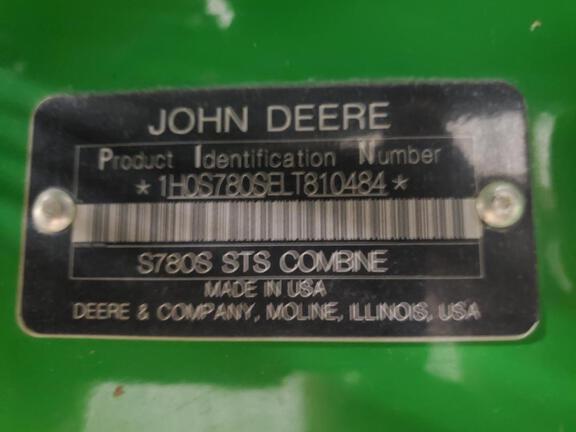 JOHN DEERE
Product Identification Number
*1H0S780SELT810484*
S780S STS COMBINE
MADE IN USA
DEERE & COMPANY, MOLINE, ILLINOIS, USA